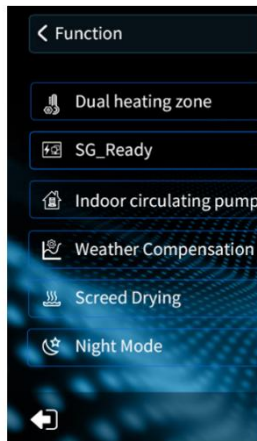 Function
Dual heating zone
SG_Ready
Indoor circulating pump
Weather Compensation
Screed Drying
Night Mode